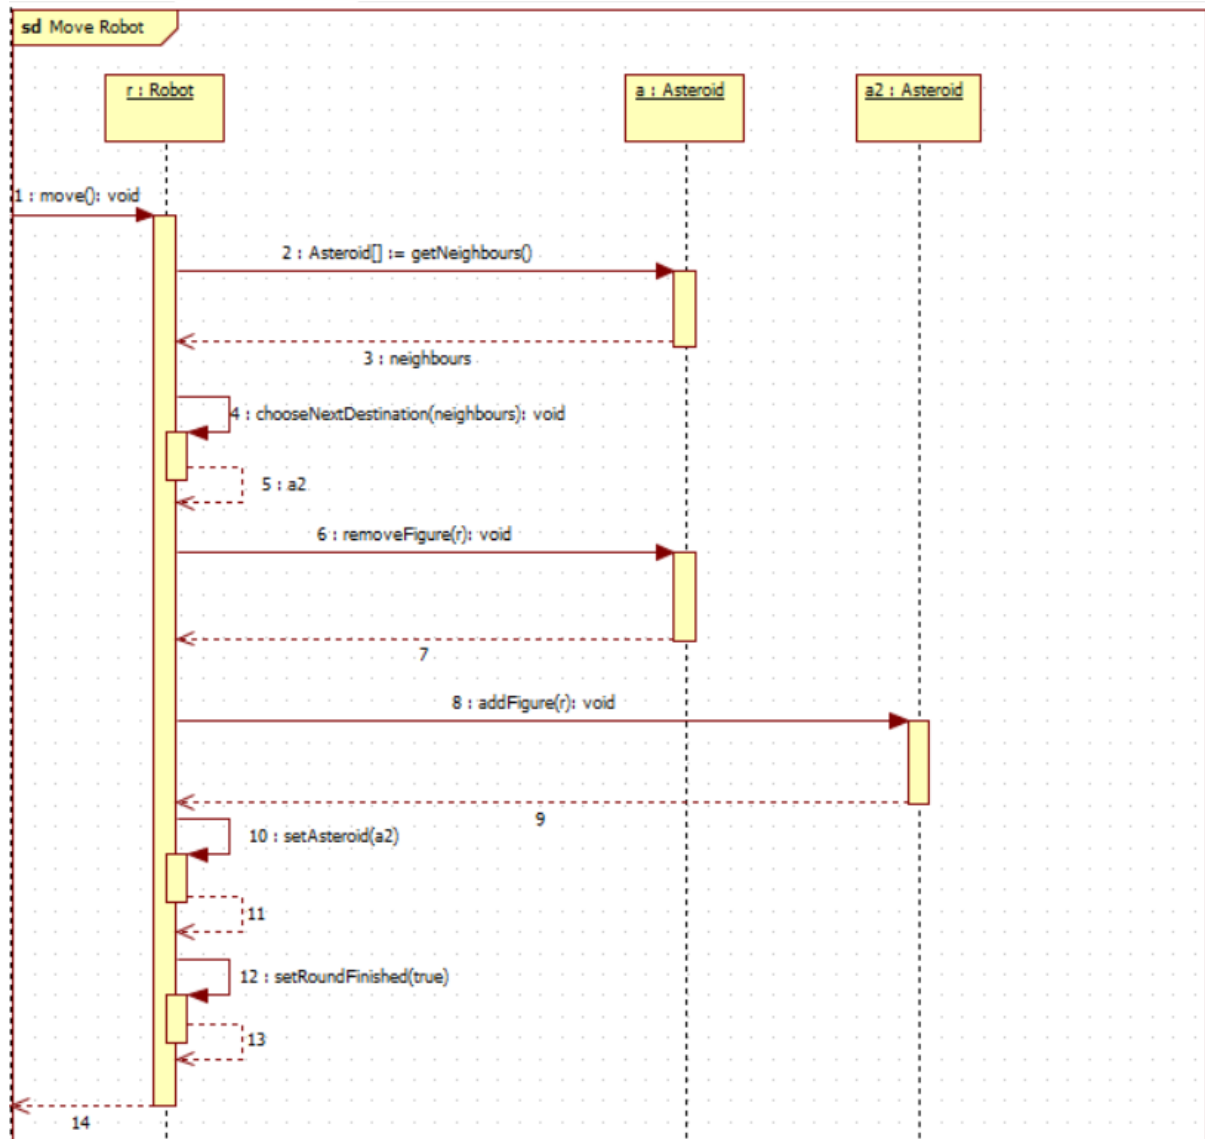 sd Move Robot
r : Robot
a : Asteroid
a2 : Asteroid
1 : move(): void
2 : Asteroid[] := getNeighbours()
3 : neighbours
4 : chooseNextDestination(neighbours): void
5 : a2
6 : removeFigure(r): void
7
8 : addFigure(r): void
9
10 : setAsteroid(a2)
11
12 : setRoundFinished(true)
13
14